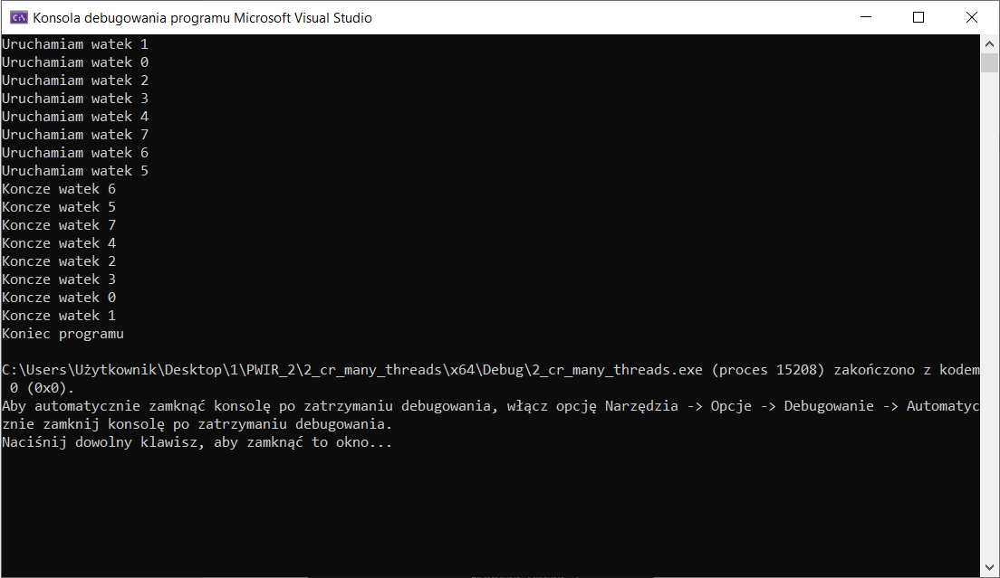 Konsola debugowania programu Microsoft Visual Studio
Uruchamiam watek 1
Uruchamiam watek 0
Uruchamiam watek 2
Uruchamiam watek 3
Uruchamiam watek 4
Uruchamiam watek 7
Uruchamiam watek 6
Uruchamiam watek 5
Koncze watek 6
Koncze watek 5
Koncze watek 7
Koncze watek 4
Koncze watek 2
Koncze watek 3
Koncze watek 0
Koncze watek 1
Koniec programu
C:\Users\Użytkownik\Desktop\1\PWIR_2\2_cr_many_threads\x64\Debug\2_cr_many_threads.exe (proces 15208) zakończono z kodem
 0 (0x0).
Aby automatycznie zamknąć konsolę po zatrzymaniu debugowania, włącz opcję Narzędzia -> Opcje -> Debugowanie -> Automatyc
znie zamknij konsolę po zatrzymaniu debugowania.
Naciśnij dowolny klawisz, aby zamknąć to okno...